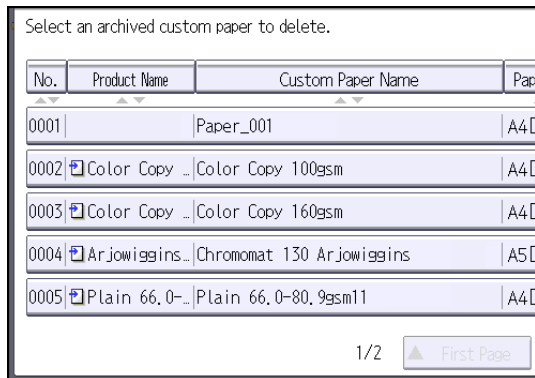 Select an archived custom paper to delete.
No. Product Name Custom Paper Name Pap
0001 Paper_001 A4
0002 Color Copy … Color Copy 100gsm A4
0003 Color Copy … Color Copy 160gsm A4
0004 Arjowiggins… Chromomat 130 Arjowiggins A5
0005 Plain 66.0-… Plain 66.0-80.9gsm11 A4
1/2 First Page